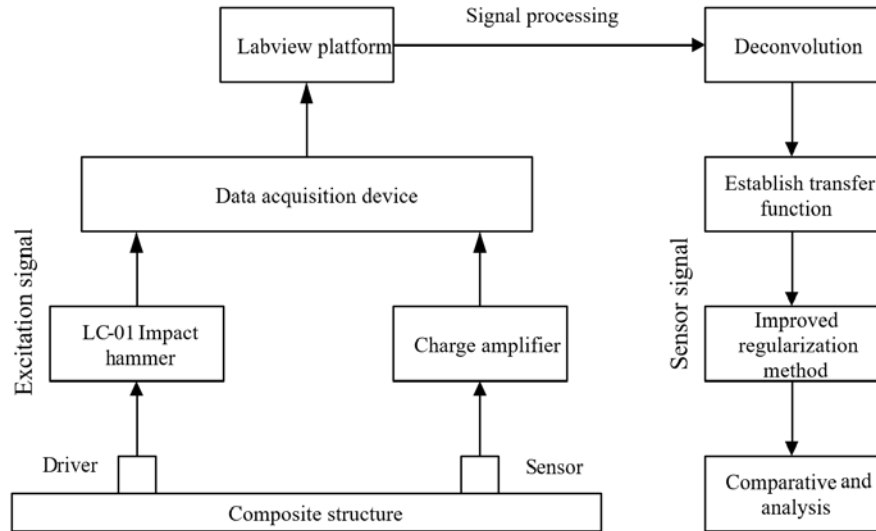 Signal processing
Labview platform
Deconvolution
Data acquisition device
Establish transfer
function
Excitation signal
Sensor signal
LC-01 Impact
hammer
Charge amplifier
Improved
regularization
method
Driver
Sensor
Composite structure
Comparative and
analysis